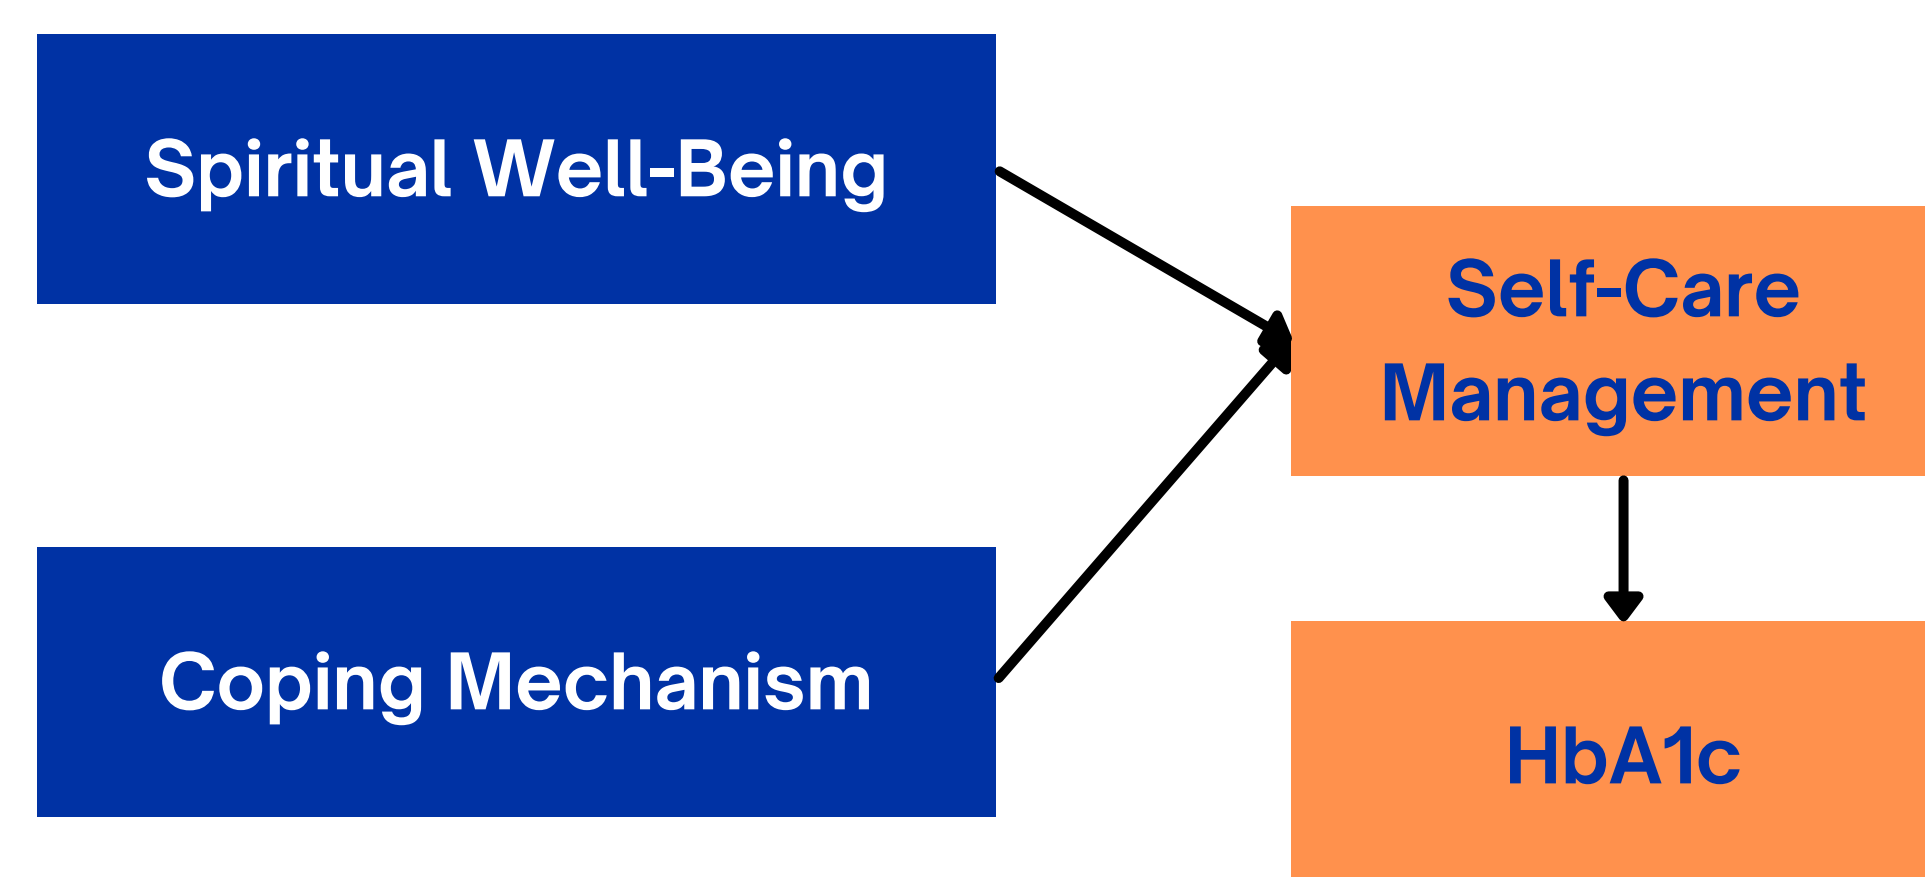 Spiritual Well-Being
Self-Care
Management
Coping Mechanism
HbA1c